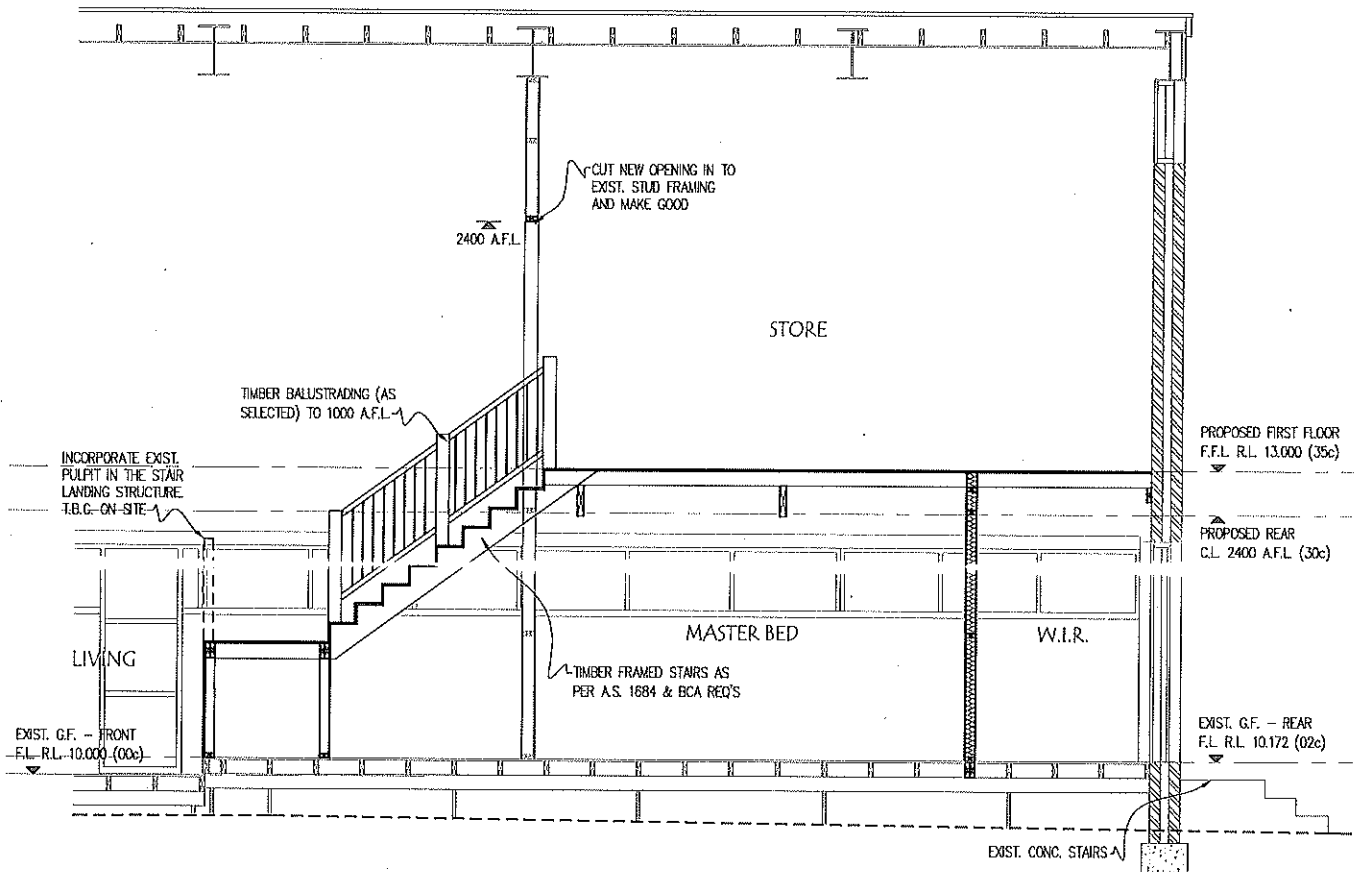 CUT NEW OPENING IN TO
EXIST. STUD FRAMING
AND MAKE GOOD
2400 A.F.L.
STORE
TIMBER BALUSTRADING (AS
SELECTED) TO 1000 A.F.L.
INCORPORATE EXIST.
PULPIT IN THE STAIR
LANDING STRUCTURE.
T.B.C. ON SITE
PROPOSED FIRST FLOOR
F.F.L. R.L. 13.000 (35c)
PROPOSED REAR
C.L. 2400 A.F.L. (30c)
LIVING
MASTER BED
W.I.R.
TIMBER FRAMED STAIRS AS
PER A.S. 1684 & BCA REQ'S
EXIST. G.F. - FRONT
F.L. R.L. 10.000 (00c)
EXIST. G.F. - REAR
F.L. R.L. 10.172 (02c)
EXIST. CONC. STAIRS